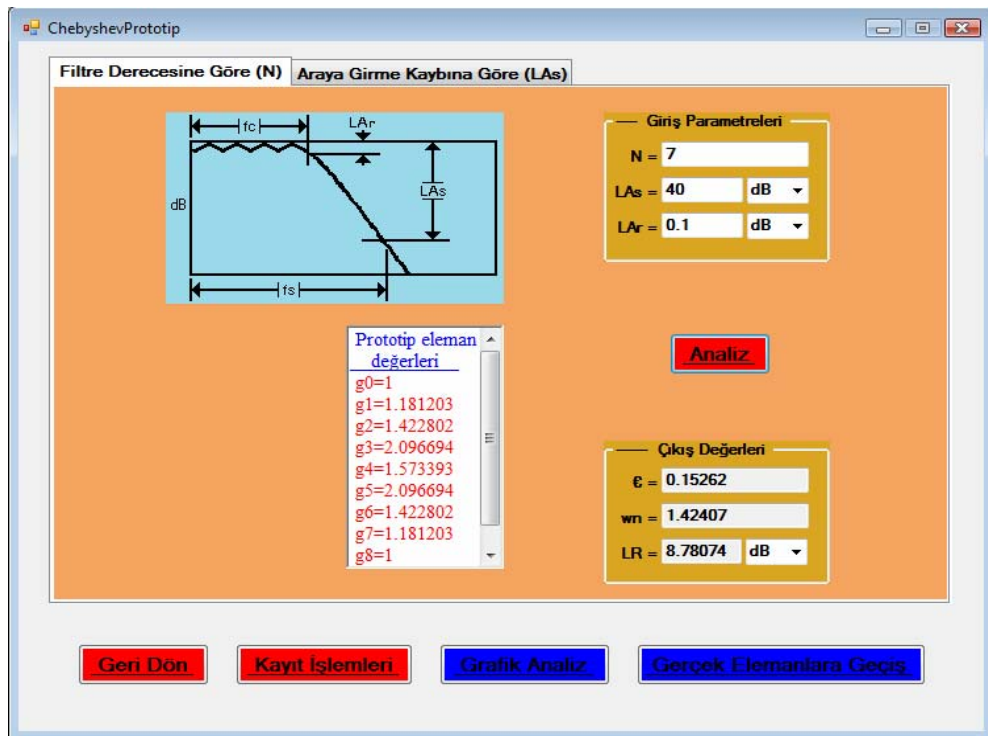 ChebyshevPrototip
Filtre Derecesine Göre (N)
Araya Girme Kaybına Göre (LAs)
fc
LAr
LAs
dB
fs
Giriş Parametreleri
N = 7
LAs = 40 dB
LAr = 0.1 dB
Prototip eleman
değerleri
g0=1
g1=1.181203
g2=1.422802
g3=2.096694
g4=1.573393
g5=2.096694
g6=1.422802
g7=1.181203
g8=1
Analiz
Çıkış Değerleri
€ = 0.15262
wn = 1.42407
LR = 8.78074 dB
Geri Dön
Kayıt İşlemleri
Grafik Analiz
Gerçek Elemanlara Geçiş